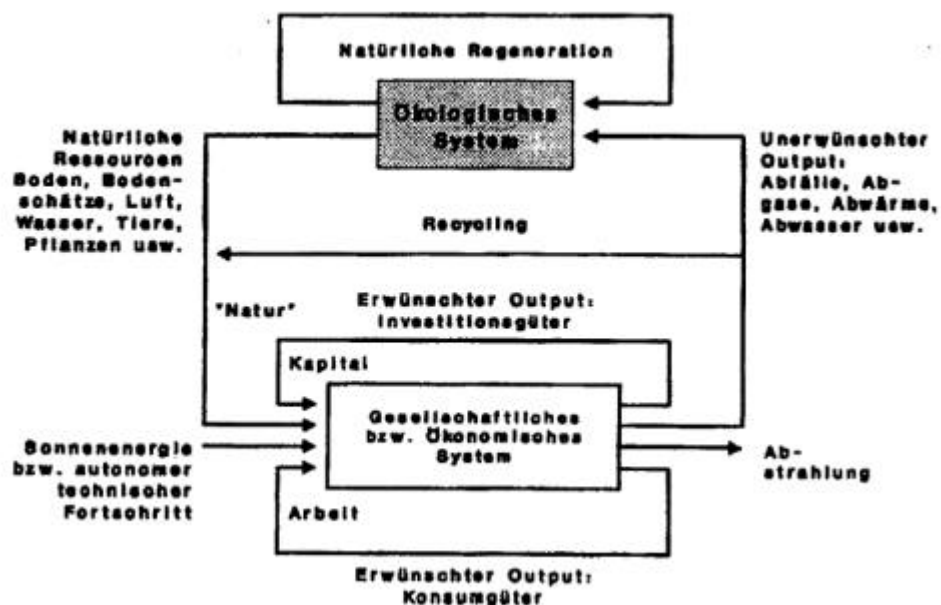 Natürliche Regeneration
Ökologisches
System
Natürliche
Ressourcen
Boden, Boden-
schätze, Luft,
Wasser, Tiere,
Pflanzen usw.
Unerwünschter
Output:
Abfälle, Ab-
gase, Abwärme,
Abwasser usw.
Recycling
"Natur"
Erwünschter Output:
Investitionsgüter
Kapital
Gesellschaftliches
bzw. Ökonomisches
System
Sonnenenergie
bzw. autonomer
technischer
Fortschritt
Ab-
strahlung
Arbeit
Erwünschter Output:
Konsumgüter